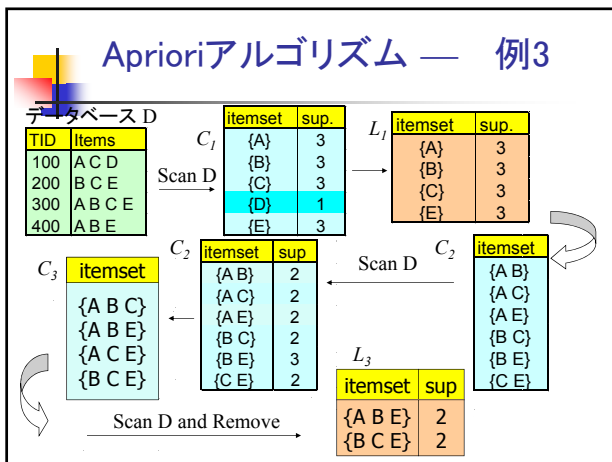 Aprioriアルゴリズム — 例3
データベース D
TID Items
100 A C D
200 B C E
300 A B C E
400 A B E
Scan D
C1
itemset sup.
{A} 3
{B} 3
{C} 3
{D} 1
{E} 3
L1
itemset sup.
{A} 3
{B} 3
{C} 3
{E} 3
C2
itemset
{A B}
{A C}
{A E}
{B C}
{B E}
{C E}
Scan D
C2
itemset sup
{A B} 2
{A C} 2
{A E} 2
{B C} 2
{B E} 3
{C E} 2
C3
itemset
{A B C}
{A B E}
{A C E}
{B C E}
Scan D and Remove
L3
itemset sup
{A B E} 2
{B C E} 2